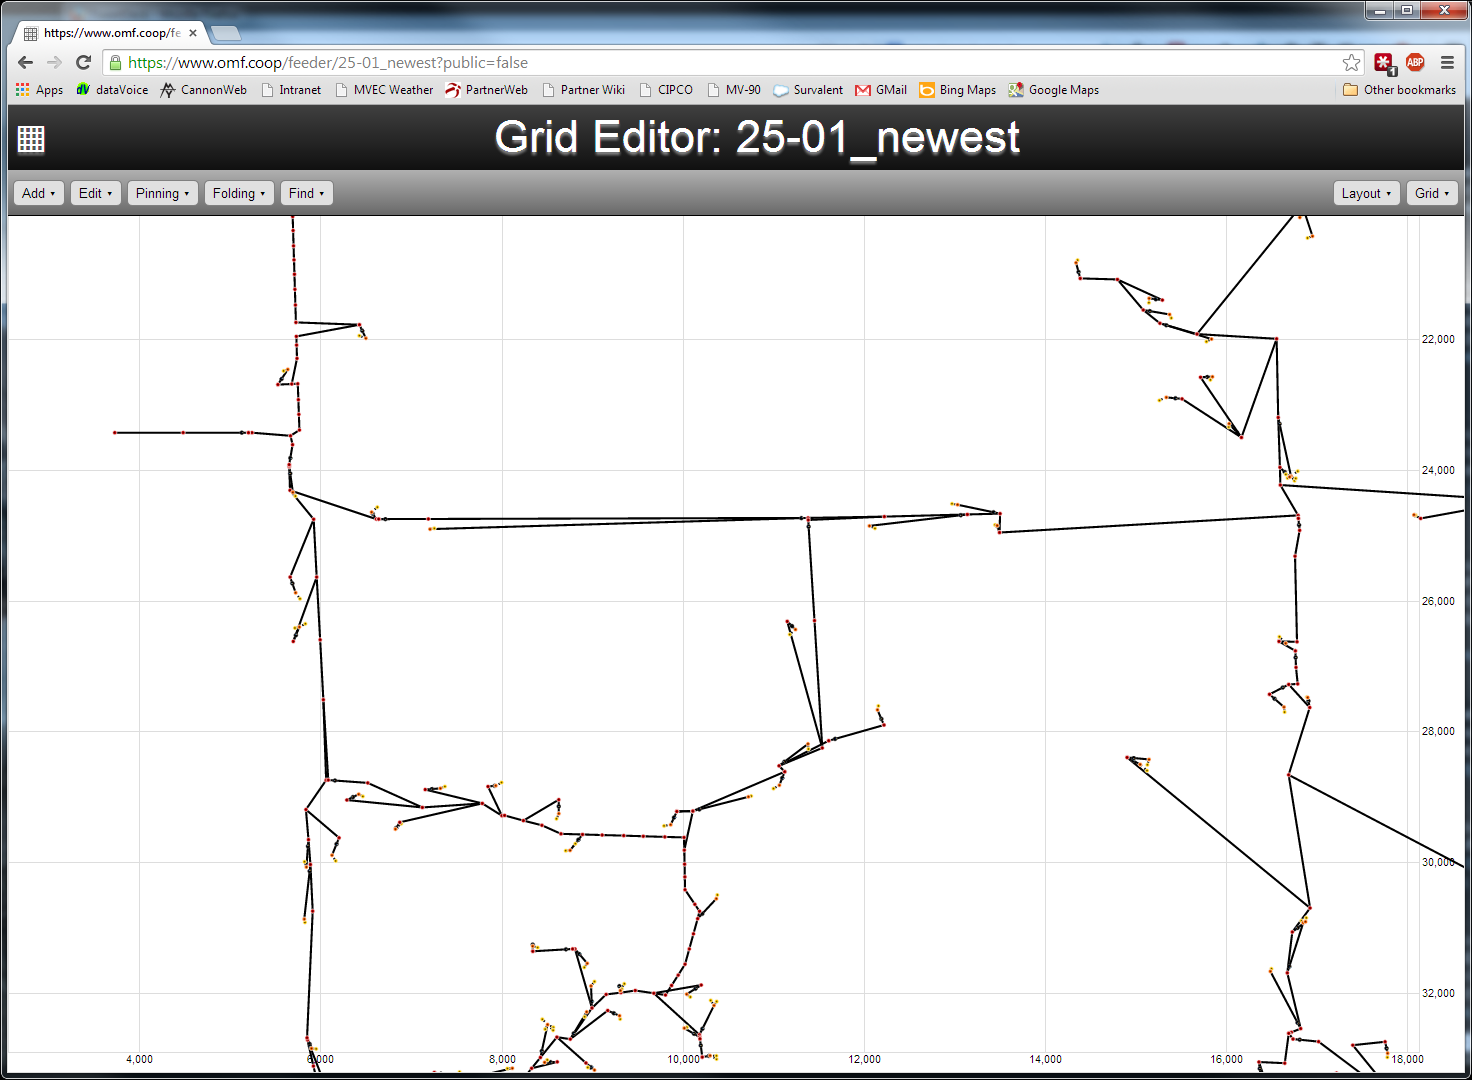 https://www.omf.coop/fe
https://www.omf.coop/feeder/25-01_newest?public=false
1
ABP
Apps dV dataVoice CannonWeb Intranet MVEC Weather PartnerWeb Partner Wiki CIPCO MV-90 Survalent GMail Bing Maps Google Maps Other bookmarks
Grid Editor: 25-01_newest
Add Edit Pinning Folding Find Layout Grid
22,000
24,000
26,000
28,000
30,000
32,000
4,000 6,000 8,000 10,000 12,000 14,000 16,000 18,000